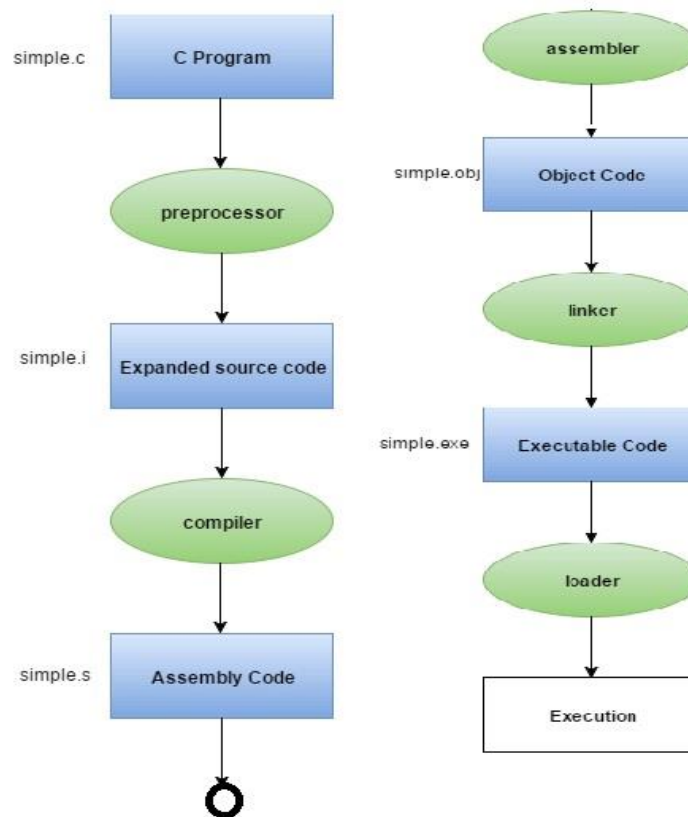 simple.c
C Program
preprocessor
simple.i
Expanded source code
compiler
simple.s
Assembly Code
assembler
simple.obj
Object Code
linker
simple.exe
Executable Code
loader
Execution